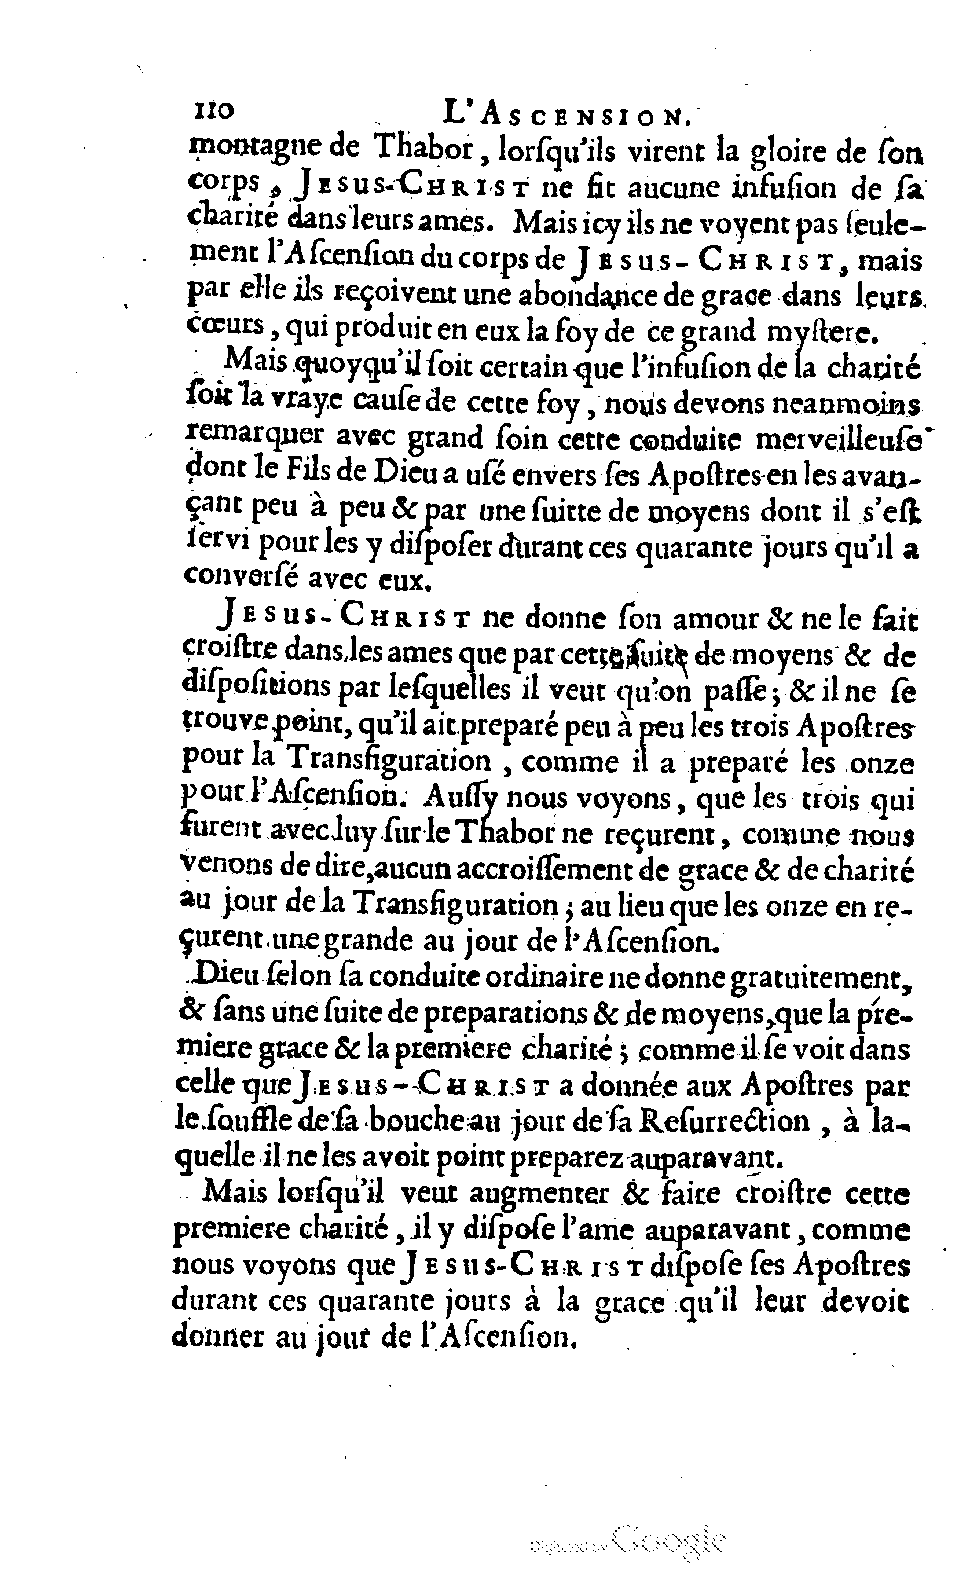 110 L'ASCENSION.
montagne de Thabor, lorſqu'ils virent la gloire de ſon
corps, JESUS-CHRIST ne fit aucune infuſion de ſa
charité dans leurs ames. Mais icy ils ne voyent pas ſeule-
ment l'Aſcenſion du corps de JESUS-CHRIST, mais
par elle ils reçoivent une abondance de grace dans leurs
cœurs, qui produit en eux la foy de ce grand myſtere.
Mais quoyqu'il ſoit certain que l'infuſion de la charité
ſoit la vraye cauſe de cette foy, nous devons neanmoins
remarquer avec grand ſoin cette conduite merveilleuſe
dont le Fils de Dieu a uſé envers ſes Apoſtres en les avan-
çant peu à peu & par une ſuitte de moyens dont il s'eſt
ſervi pour les y diſpoſer durant ces quarante jours qu'il a
converſé avec eux.
JESUS-CHRIST ne donne ſon amour & ne le fait
croiſtre dans les ames que par cette ſuite de moyens & de
diſpoſitions par leſquelles il veut qu'on paſſe; & il ne ſe
trouve point, qu'il ait preparé peu à peu les trois Apoſtres
pour la Transfiguration, comme il a preparé les onze
pour l'Aſcenſion. Auſſy nous voyons, que les trois qui
furent avec luy ſur le Thabor ne reçurent, comme nous
venons de dire, aucun accroiſſement de grace & de charité
au jour de la Transfiguration; au lieu que les onze en re-
çurent une grande au jour de l'Aſcenſion.
Dieu ſelon ſa conduite ordinaire ne donne gratuitement,
& ſans une ſuite de preparations & de moyens, que la pre-
miere grace & la premiere charité; comme il ſe voit dans
celle que JESUS-CHRIST a donnée aux Apoſtres par
le ſouffle de ſa bouche au jour de ſa Reſurrection, à la-
quelle il ne les avoit point preparez auparavant.
Mais lorſqu'il veut augmenter & faire croiſtre cette
premiere charité, il y diſpoſe l'ame auparavant, comme
nous voyons que JESUS-CHRIST diſpoſe ſes Apoſtres
durant ces quarante jours à la grace qu'il leur devoit
donner au jour de l'Aſcenſion.
Google